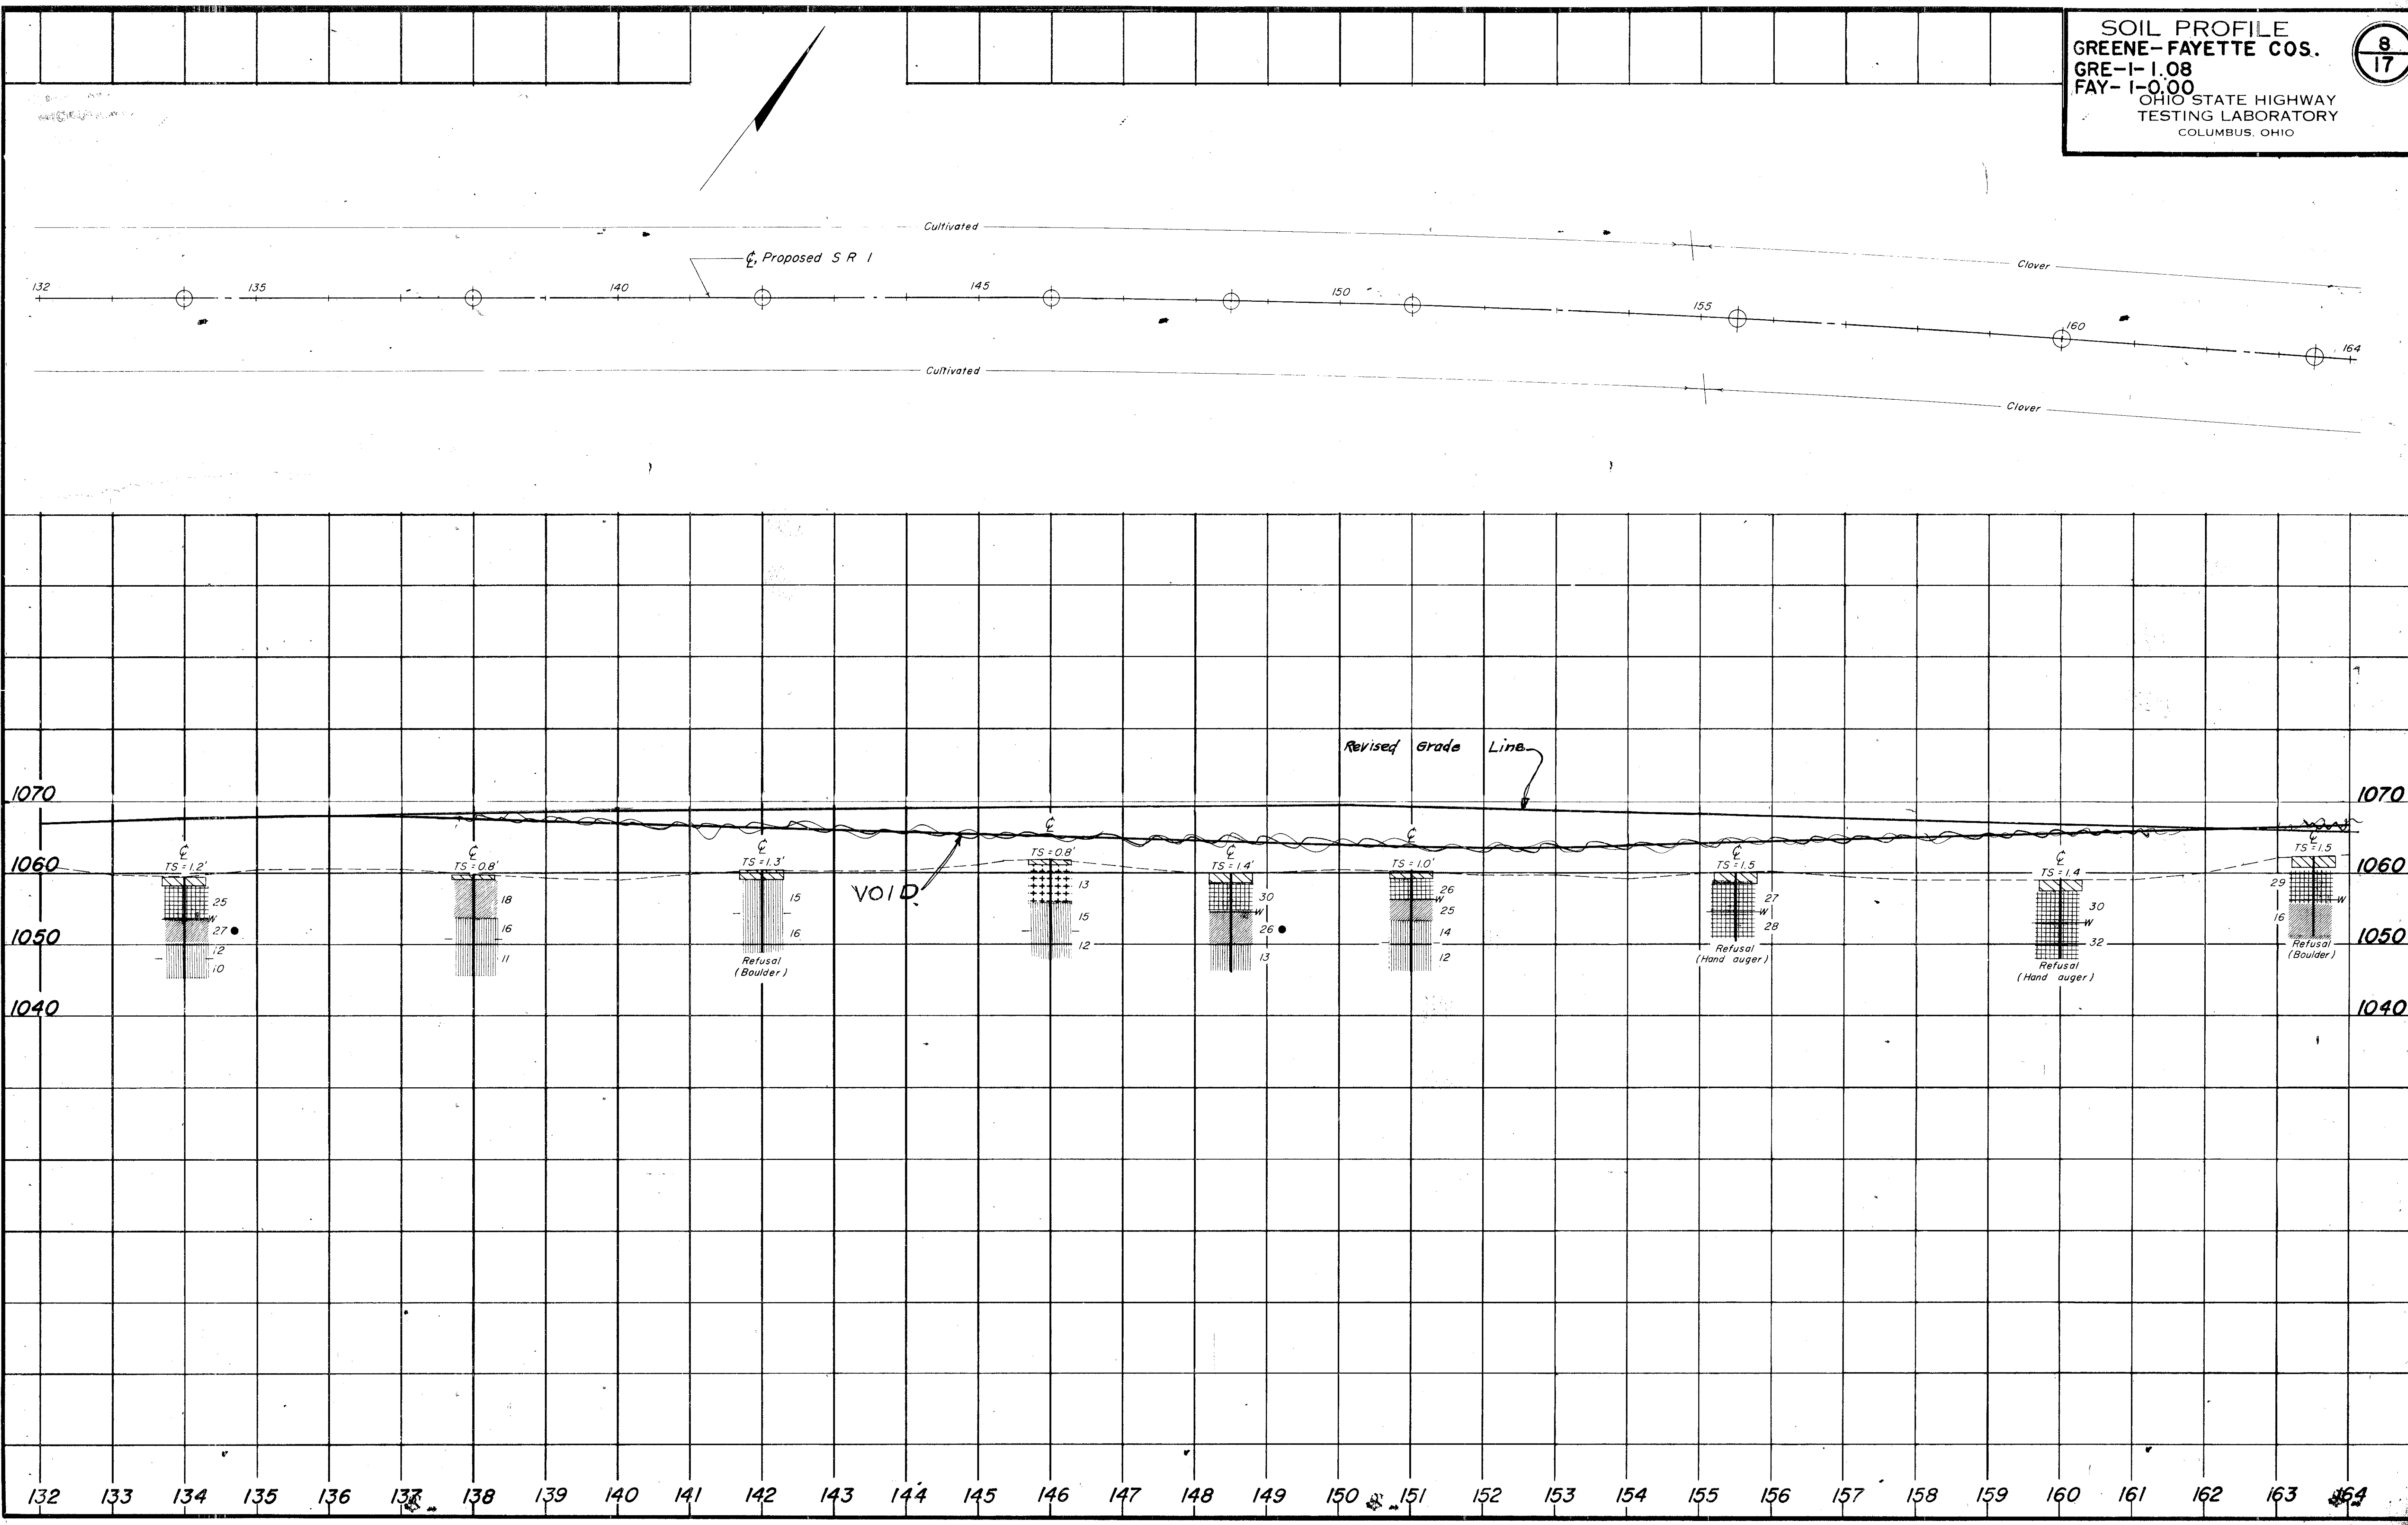 SOIL PROFILE
GREENE-FAYETTE COS.
GRE-1-1.08
FAY-1-0.00
OHIO STATE HIGHWAY
TESTING LABORATORY
COLUMBUS, OHIO
8
17
Cultivated
Clover
℄ Proposed S R 1
132 135 140 145 150 155 160 164
Cultivated
Clover
Revised Grade Line
1070 1070
VOID
1060 1060
1050 1050
1040 1040
℄
TS = 1.2'
25
W
27
12
10
℄
TS = 0.8'
18
16
11
℄
TS = 1.3'
15
16
Refusal
(Boulder)
℄
TS = 0.8'
13
15
12
℄
TS = 1.4'
30
W
26
13
℄
TS = 1.0'
26
W
25
14
12
℄
TS = 1.5
27
W
28
Refusal
(Hand auger)
℄
TS = 1.4
30
W
32
Refusal
(Hand auger)
℄
TS = 1.5
29
W
16
Refusal
(Boulder)
132 133 134 135 136 137 138 139 140 141 142 143 144 145 146 147 148 149 150 151 152 153 154 155 156 157 158 159 160 161 162 163 164